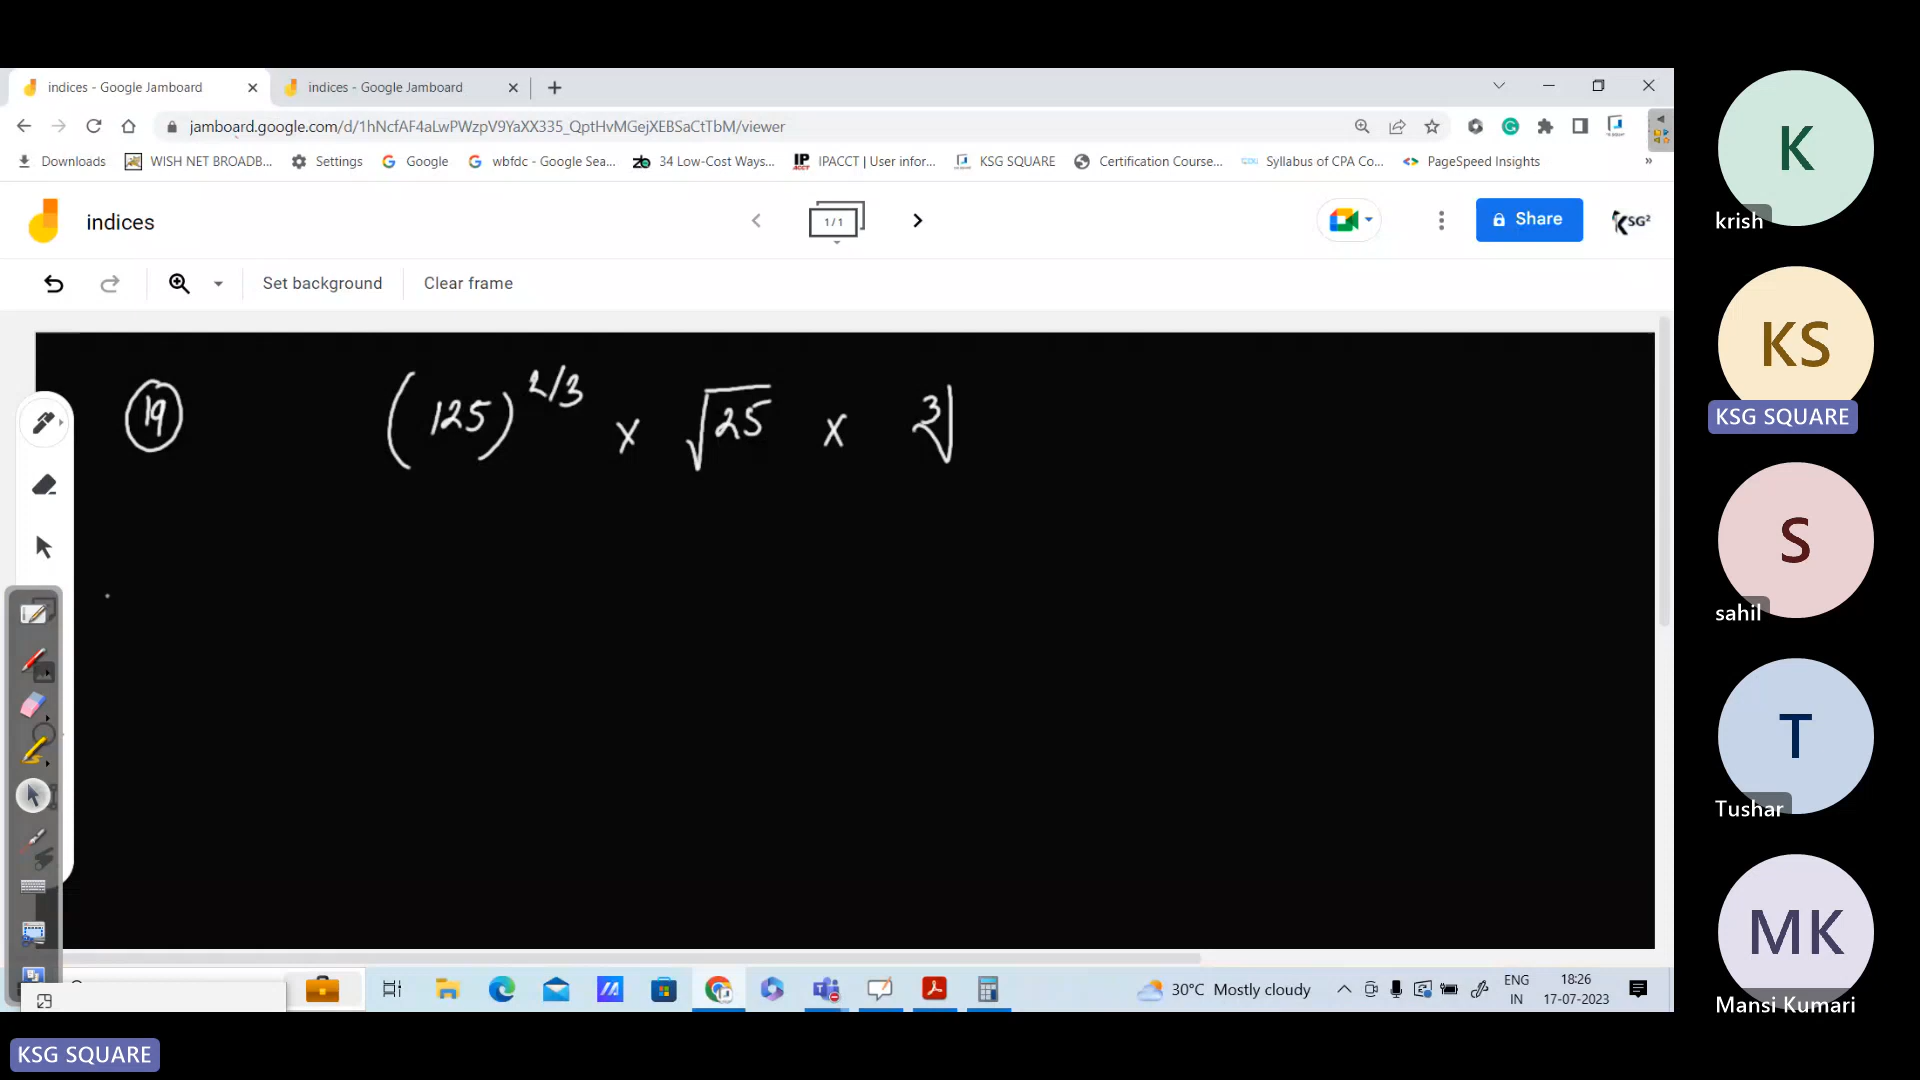 indices - Google Jamboard
indices - Google Jamboard
jamboard.google.com/d/1hNcfAF4aLwPWzpV9YaXX335_QptHvMGejXEBSaCtTbM/viewer
Downloads WISH NET BROADB... Settings Google wbfdc - Google Sea... 34 Low-Cost Ways... IPACCT | User infor... KSG SQUARE Certification Course... Syllabus of CPA Co... PageSpeed Insights »
indices
1 / 1
Share
KSG²
Set background Clear frame
19 (125)^2/3 x √25 x ³√
30°C Mostly cloudy
ENG
IN
18:26
17-07-2023
K
krish
KS
KSG SQUARE
S
sahil
T
Tushar
MK
Mansi Kumari
KSG SQUARE